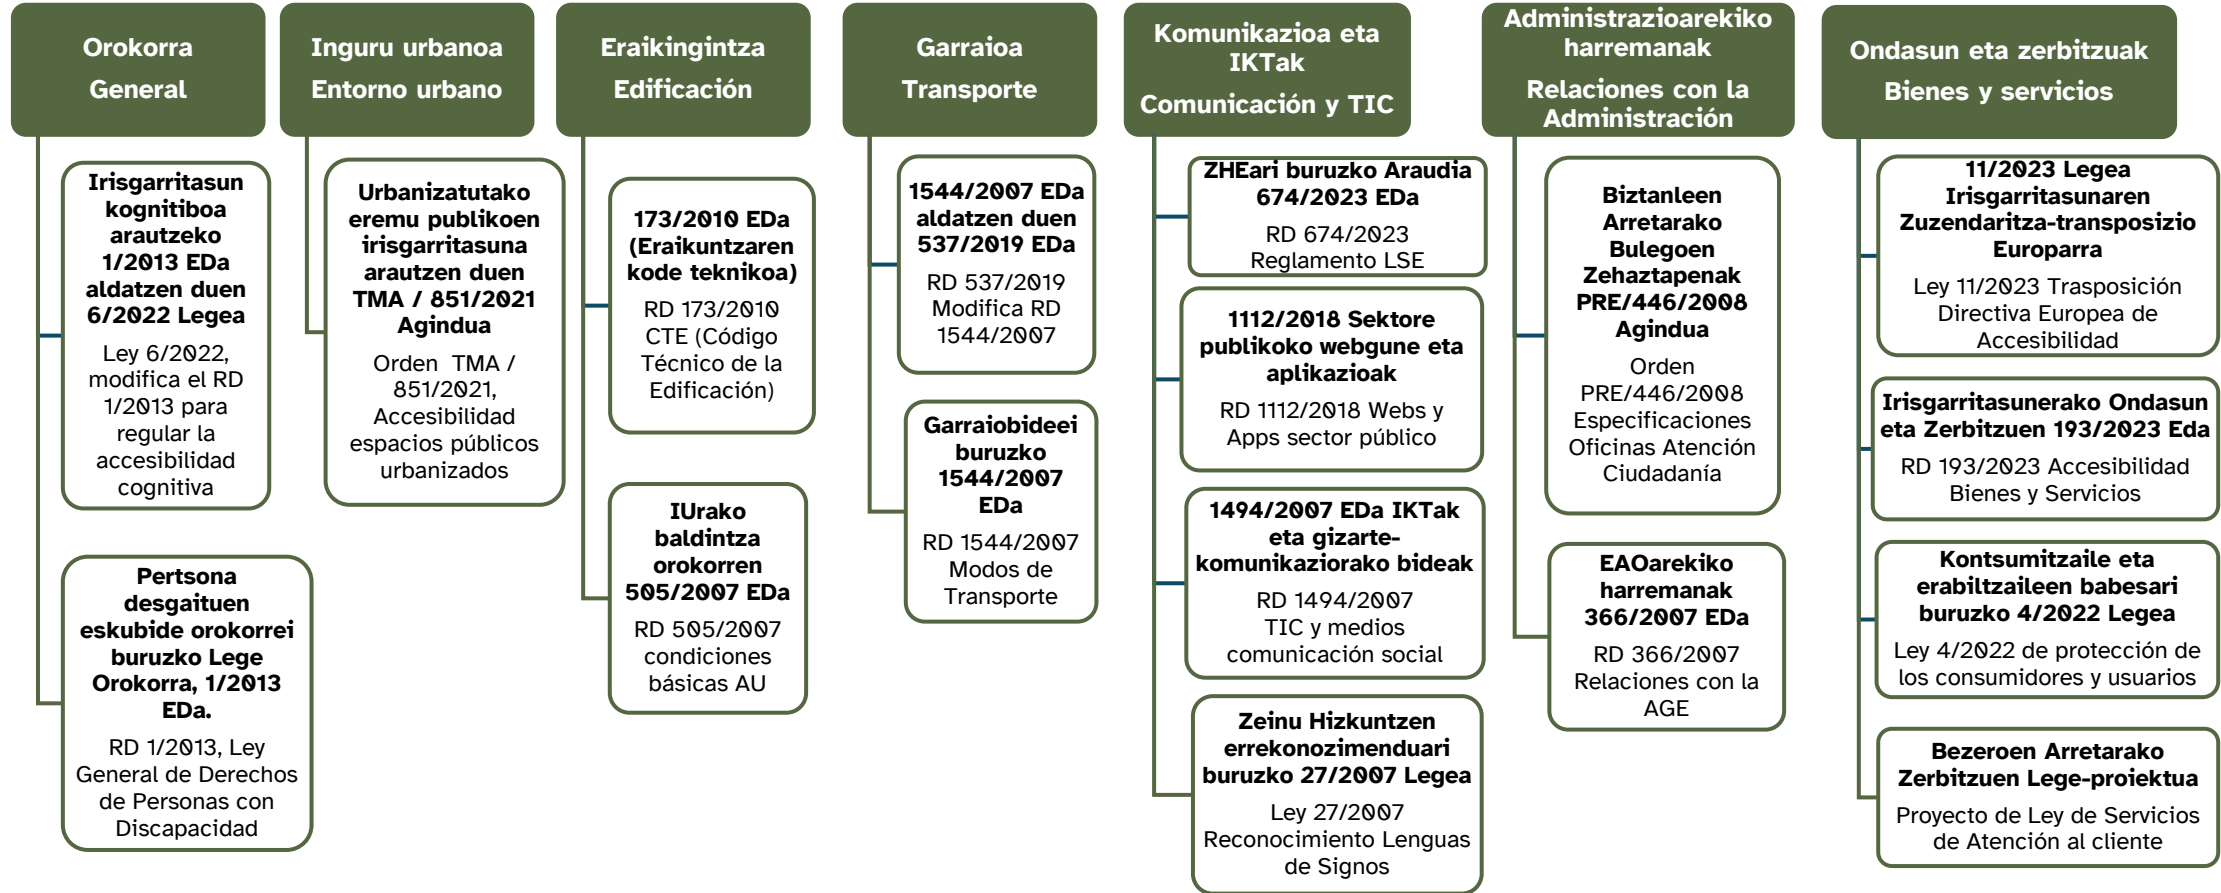 Orokorra
General
Irisgarritasun
kognitiboa
arautzeko
1/2013 EDa
aldatzen duen
6/2022 Legea
Ley 6/2022,
modifica el RD
1/2013 para
regular la
accesibilidad
cognitiva
Pertsona
desgaituen
eskubide orokorrei
buruzko Lege
Orokorra, 1/2013
EDa.
RD 1/2013, Ley
General de Derechos
de Personas con
Discapacidad
Inguru urbanoa
Entorno urbano
Urbanizatutako
eremu publikoen
irisgarritasuna
arautzen duen
TMA / 851/2021
Agindua
Orden TMA /
851/2021,
Accesibilidad
espacios públicos
urbanizados
Eraikingintza
Edificación
173/2010 EDa
(Eraikuntzaren
kode teknikoa)
RD 173/2010
CTE (Código
Técnico de la
Edificación)
IUrako
baldintza
orokorren
505/2007 EDa
RD 505/2007
condiciones
básicas AU
Garraioa
Transporte
1544/2007 EDa
aldatzen duen
537/2019 EDa
RD 537/2019
Modifica RD
1544/2007
Garraiobideei
buruzko
1544/2007
EDa
RD 1544/2007
Modos de
Transporte
Komunikazioa eta
IKTak
Comunicación y TIC
ZHEari buruzko Araudia
674/2023 EDa
RD 674/2023
Reglamento LSE
1112/2018 Sektore
publikoko webgune eta
aplikazioak
RD 1112/2018 Webs y
Apps sector público
1494/2007 EDa IKTak
eta gizarte-
komunikaziorako bideak
RD 1494/2007
TIC y medios
comunicación social
Zeinu Hizkuntzen
errekonozimenduari
buruzko 27/2007 Legea
Ley 27/2007
Reconocimiento Lenguas
de Signos
Administrazioarekiko
harremanak
Relaciones con la
Administración
Biztanleen
Arretarako
Bulegoen
Zehaztapenak
PRE/446/2008
Agindua
Orden
PRE/446/2008
Especificaciones
Oficinas Atención
Ciudadanía
EAOarekiko
harremanak
366/2007 EDa
RD 366/2007
Relaciones con la
AGE
Ondasun eta zerbitzuak
Bienes y servicios
11/2023 Legea
Irisgarritasunaren
Zuzendaritza-transposizio
Europarra
Ley 11/2023 Trasposición
Directiva Europea de
Accesibilidad
Irisgarritasunerako Ondasun
eta Zerbitzuen 193/2023 Eda
RD 193/2023 Accesibilidad
Bienes y Servicios
Kontsumitzaile eta
erabiltzaileen babesari
buruzko 4/2022 Legea
Ley 4/2022 de protección de
los consumidores y usuarios
Bezeroen Arretarako
Zerbitzuen Lege-proiektua
Proyecto de Ley de Servicios
de Atención al cliente